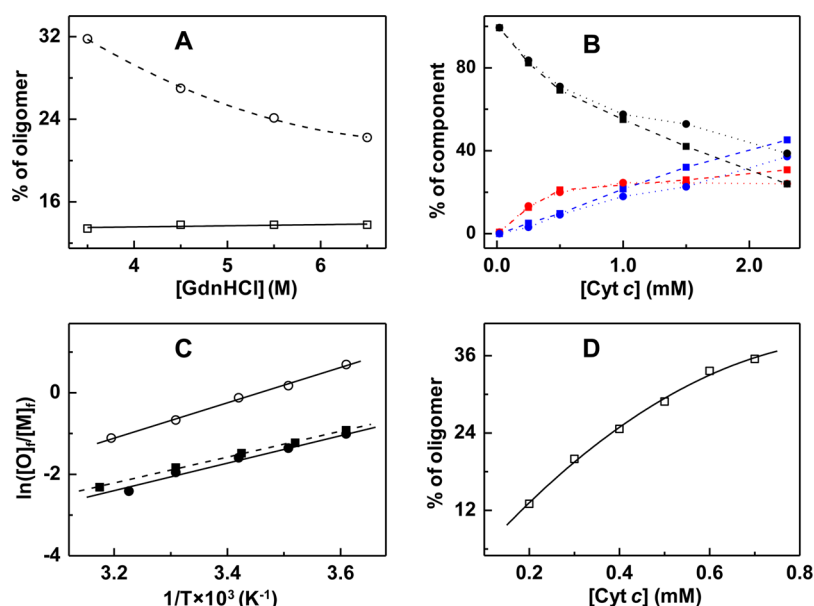 A
% of oligomer
32
24
16
4
5
6
[GdnHCl] (M)
B
% of component
80
40
0
0.0
1.0
2.0
[Cyt c] (mM)
C
ln([O]f/[M]f)
0
-2
-4
3.2
3.4
3.6
1/T×10³ (K⁻¹)
D
% of oligomer
36
24
12
0.2
0.4
0.6
0.8
[Cyt c] (mM)